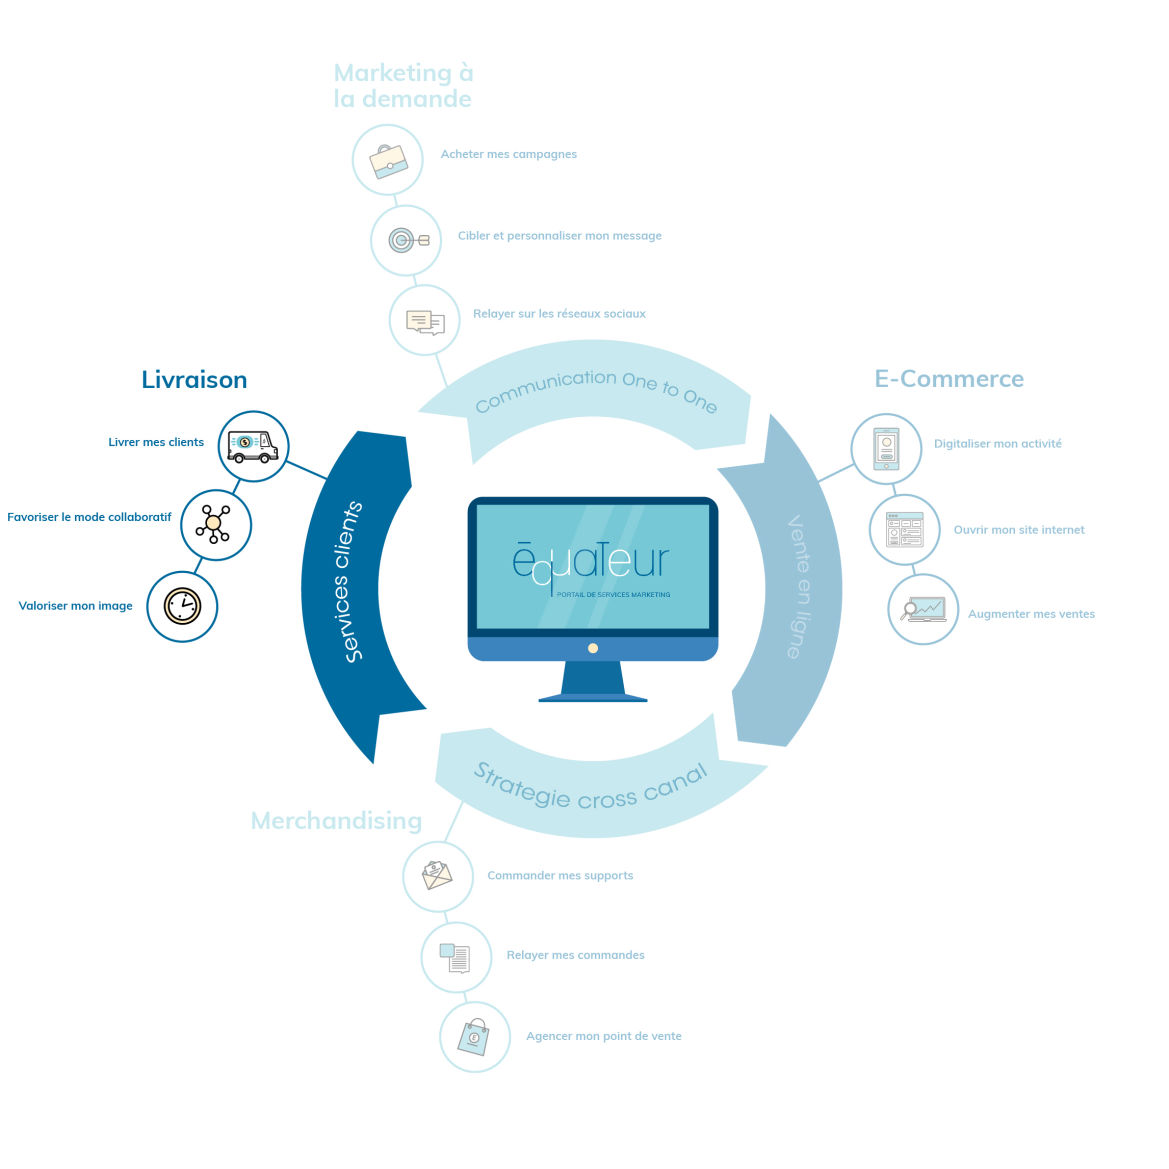 Marketing à
la demande
Acheter mes campagnes
Cibler et personnaliser mon message
Relayer sur les réseaux sociaux
Communication One to One
Livraison
Livrer mes clients
Favoriser le mode collaboratif
Valoriser mon image
Services clients
ēquaTeur
PORTAIL DE SERVICES MARKETING
E-Commerce
Digitaliser mon activité
Ouvrir mon site internet
Augmenter mes ventes
Vente en ligne
Strategie cross canal
Merchandising
Commander mes supports
Relayer mes commandes
Agencer mon point de vente